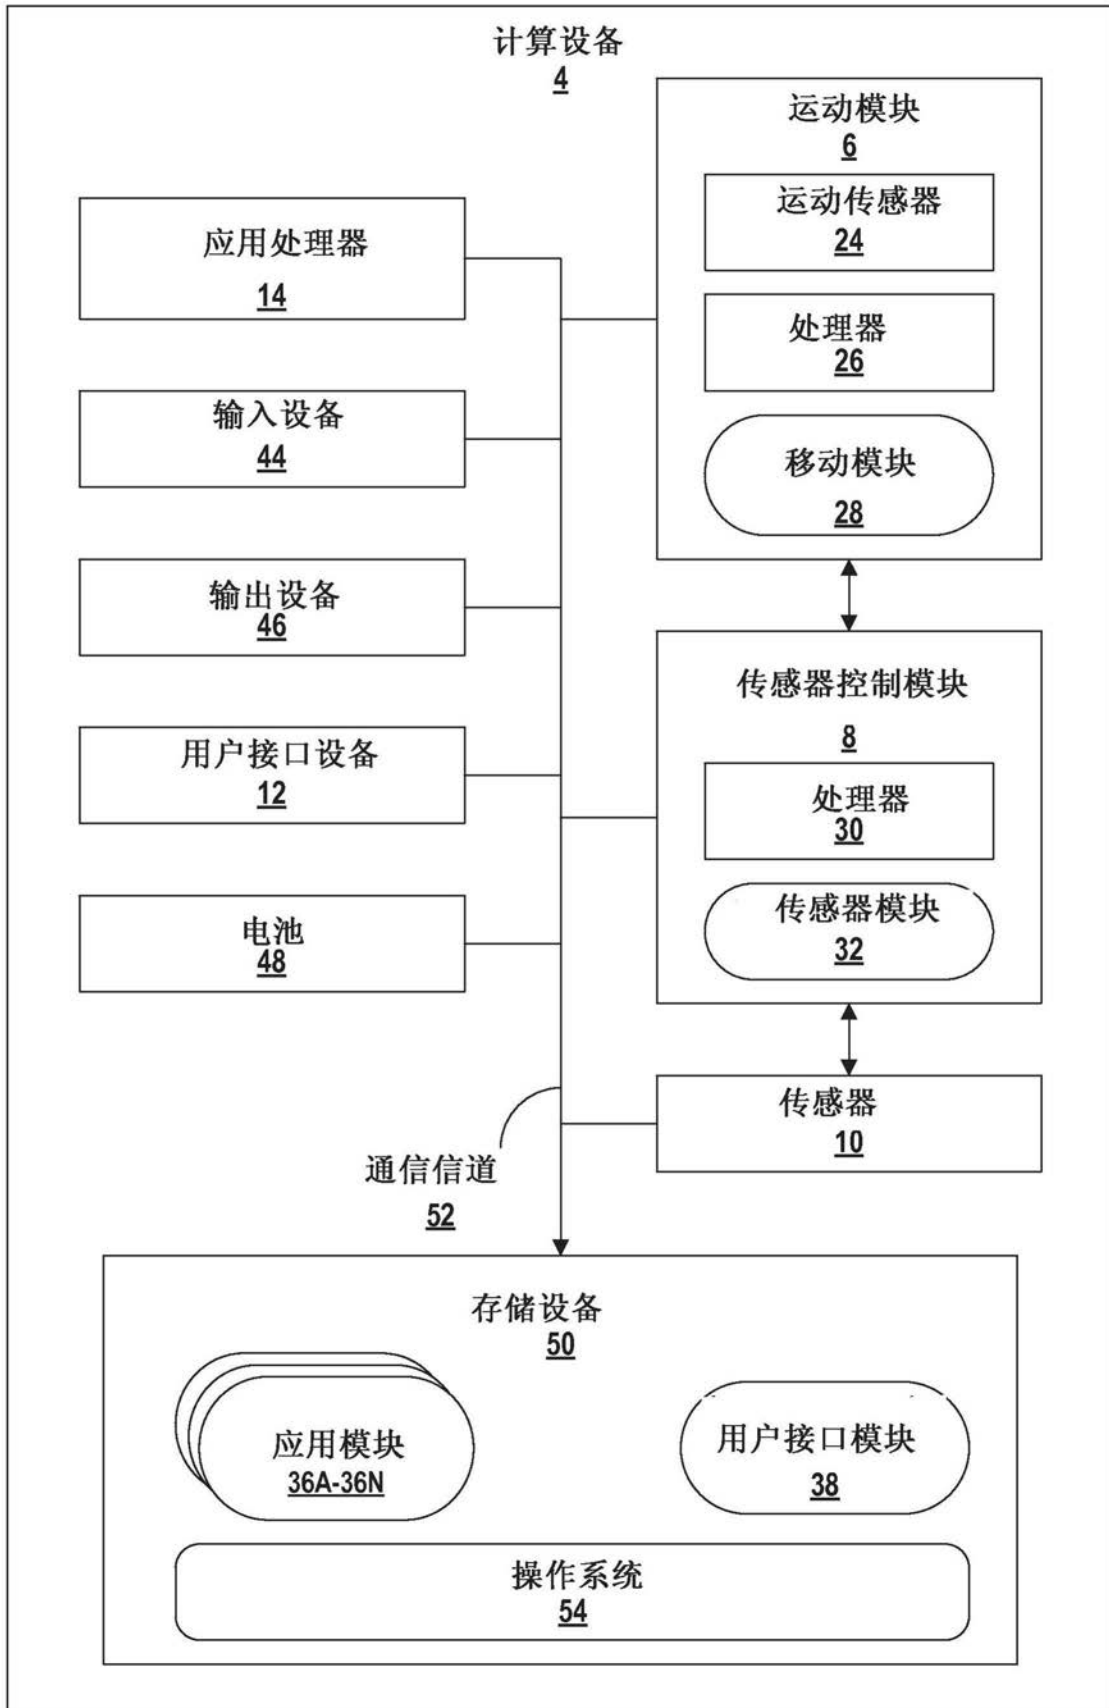 计算设备
4
运动模块
6
运动传感器
24
处理器
26
移动模块
28
应用处理器
14
输入设备
44
输出设备
46
用户接口设备
12
电池
48
传感器控制模块
8
处理器
30
传感器模块
32
传感器
10
通信信道
52
存储设备
50
应用模块
36A-36N
用户接口模块
38
操作系统
54